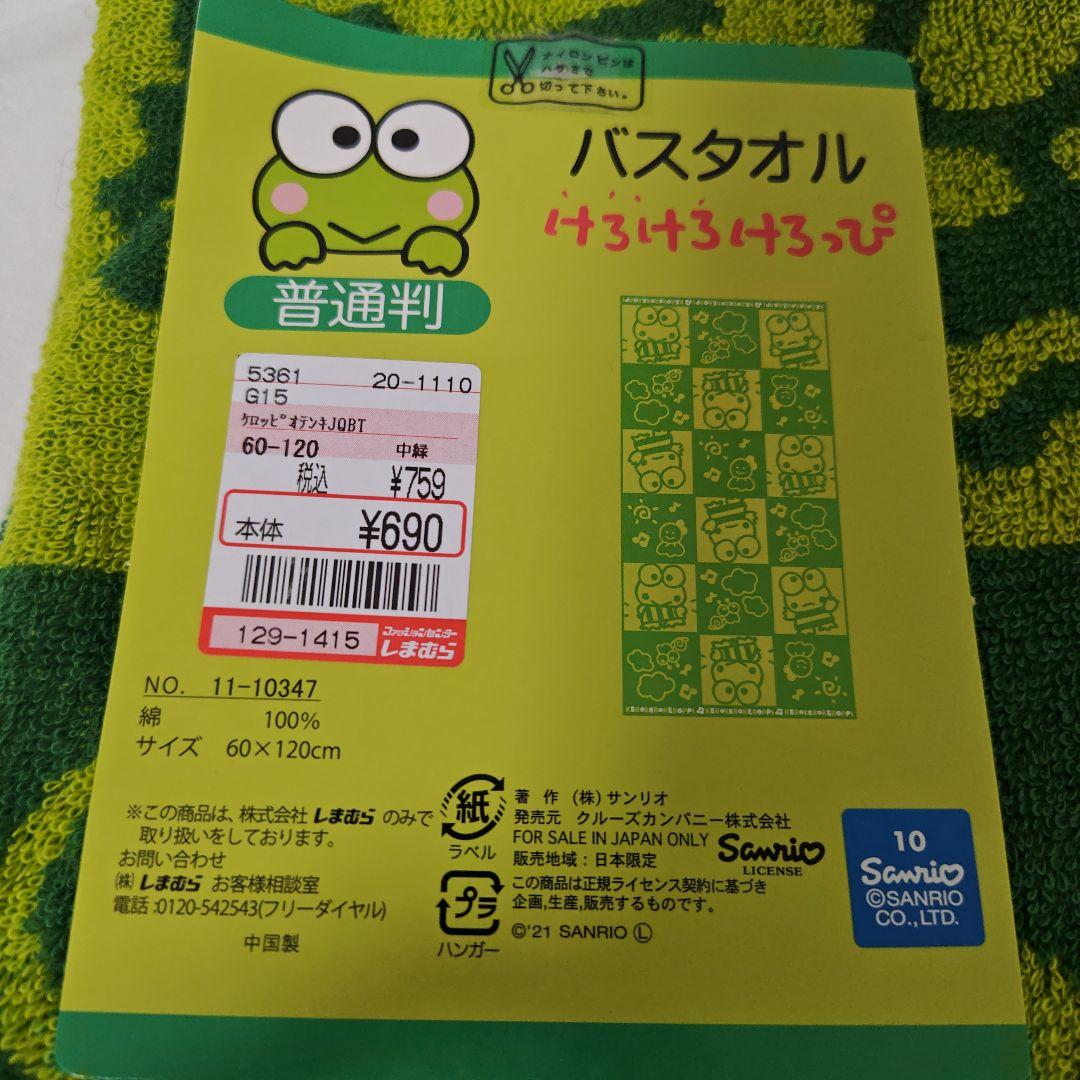 ナイロンピンは
ハサミで
切って下さい。
バスタオル
けろけろけろっぴ
普通判
5361 20-1110
G15
ｹﾛｯﾋﾟｵﾃﾝｷJQBT
60-120 中緑
税込 ¥759
本体 ¥690
129-1415
ファッションセンター
しまむら
NO. 11-10347
綿 100%
サイズ 60×120cm
※この商品は、株式会社 しまむら のみで
取り扱いをしております。
お問い合わせ
㈱ しまむら お客様相談室
電話:0120-542543(フリーダイヤル)
中国製
紙
ラベル
プラ
ハンガー
著 作 (株) サンリオ
発売元 クルーズカンパニー株式会社
FOR SALE IN JAPAN ONLY
販売地域：日本限定
Sanrio
LICENSE
この商品は正規ライセンス契約に基づき
企画,生産,販売するものです。
©'21 SANRIO Ⓛ
10
Sanrio
©SANRIO
CO.,LTD.
KEROKEROKEROPPI KEROKEROKEROPPI